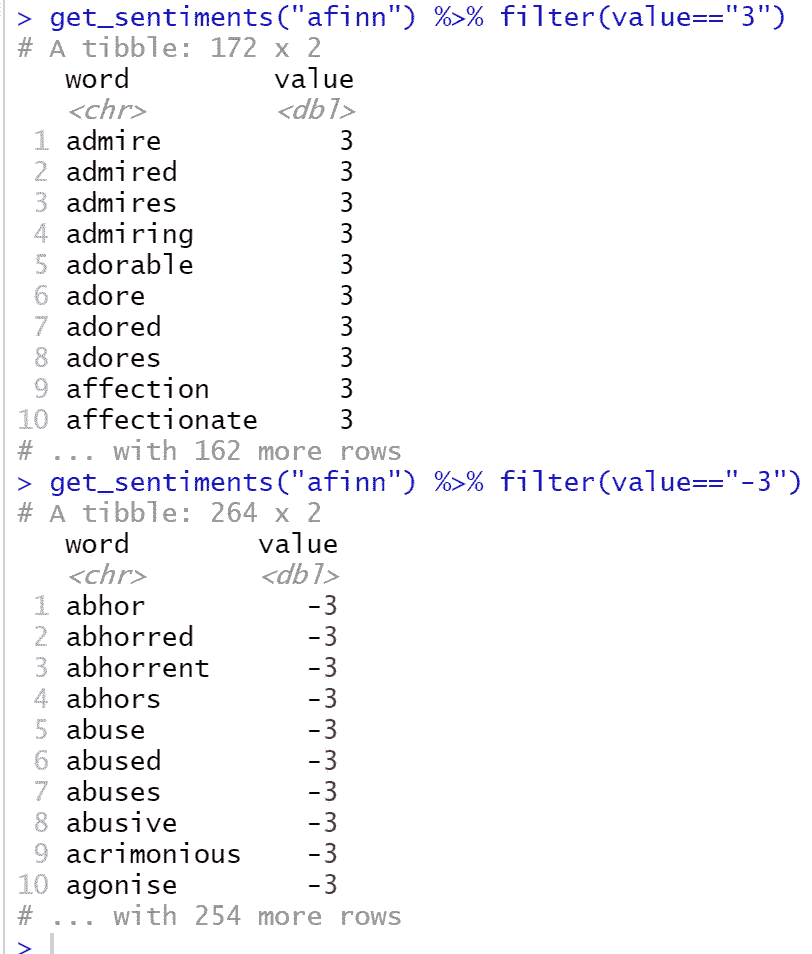 > get_sentiments("afinn") %>% filter(value=="3")
# A tibble: 172 x 2
word value
<chr> <dbl>
1 admire 3
2 admired 3
3 admires 3
4 admiring 3
5 adorable 3
6 adore 3
7 adored 3
8 adores 3
9 affection 3
10 affectionate 3
# ... with 162 more rows
> get_sentiments("afinn") %>% filter(value=="-3")
# A tibble: 264 x 2
word value
<chr> <dbl>
1 abhor -3
2 abhorred -3
3 abhorrent -3
4 abhors -3
5 abuse -3
6 abused -3
7 abuses -3
8 abusive -3
9 acrimonious -3
10 agonise -3
# ... with 254 more rows
>